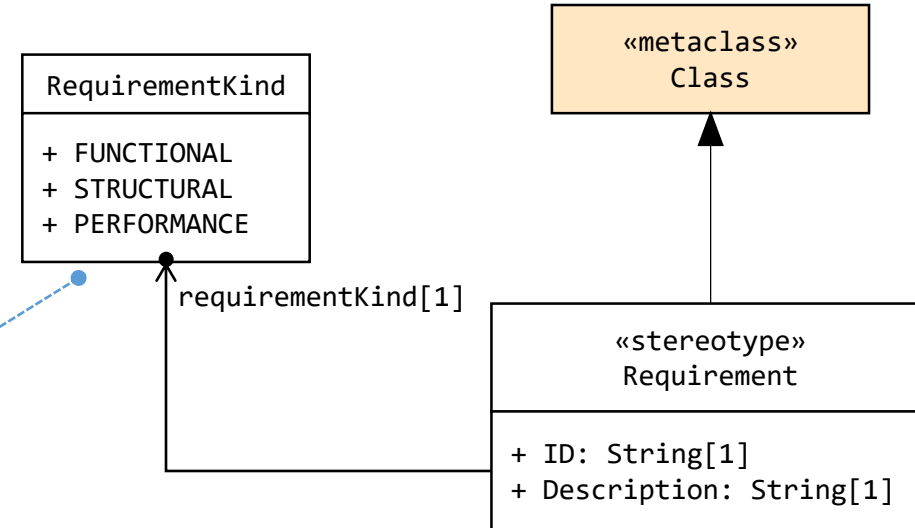 «metaclass»
Class
RequirementKind
+ FUNCTIONAL
+ STRUCTURAL
+ PERFORMANCE
requirementKind[1]
«stereotype»
Requirement
+ ID: String[1]
+ Description: String[1]